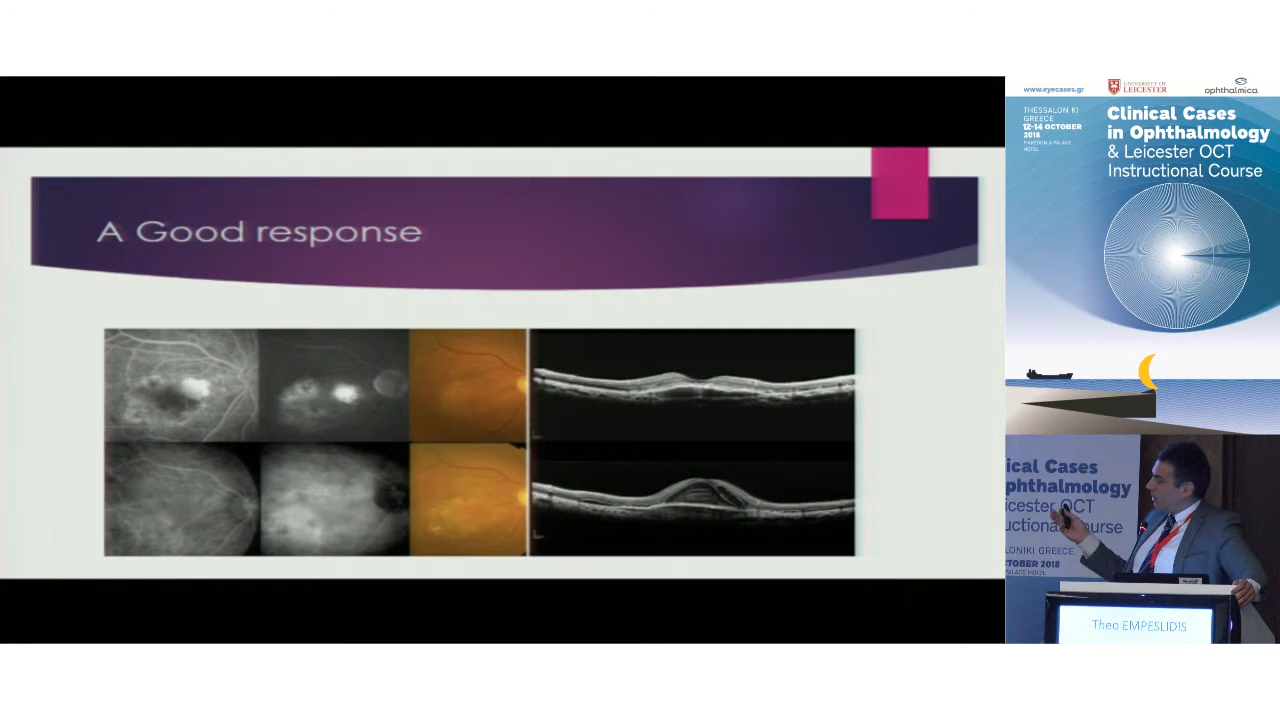 A Good response
www.eyecases.gr
UNIVERSITY OF
LEICESTER
ophthalmica
THESSALONIKI
GREECE
12-14 OCTOBER
2018
MAKEDONIA PALACE
HOTEL
Clinical Cases
in Ophthalmology
& Leicester OCT
Instructional Course
ical Cases
phthalmology
icester OCT
uctional Course
LONIKI GREECE
TOBER 2018
PALACE HOTEL
Theo EMPESLIDIS